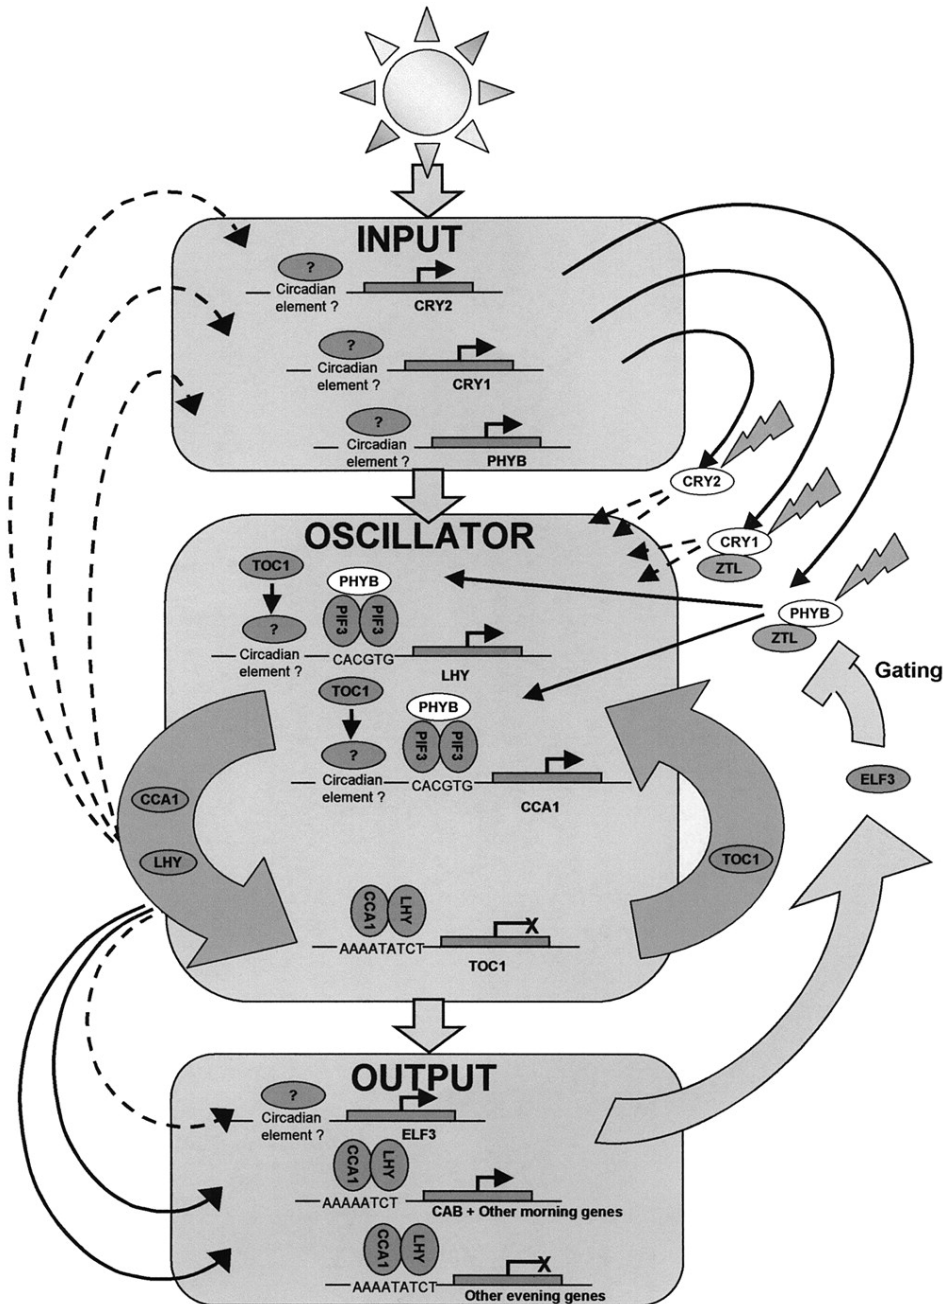 INPUT
?
Circadian
element ?
CRY2
?
Circadian
element ?
CRY1
?
Circadian
element ?
PHYB
CRY2
OSCILLATOR
CRY1
ZTL
TOC1
PHYB
PIF3 PIF3
?
Circadian
element ?
CACGTG
LHY
PHYB
ZTL
Gating
TOC1
PHYB
PIF3 PIF3
?
Circadian
element ?
CACGTG
CCA1
ELF3
CCA1
LHY
TOC1
CCA1 LHY
X
AAAATATCT
TOC1
OUTPUT
?
Circadian
element ?
ELF3
CCA1 LHY
AAAAATCT
CAB + Other morning genes
CCA1 LHY
X
AAAATATCT
Other evening genes